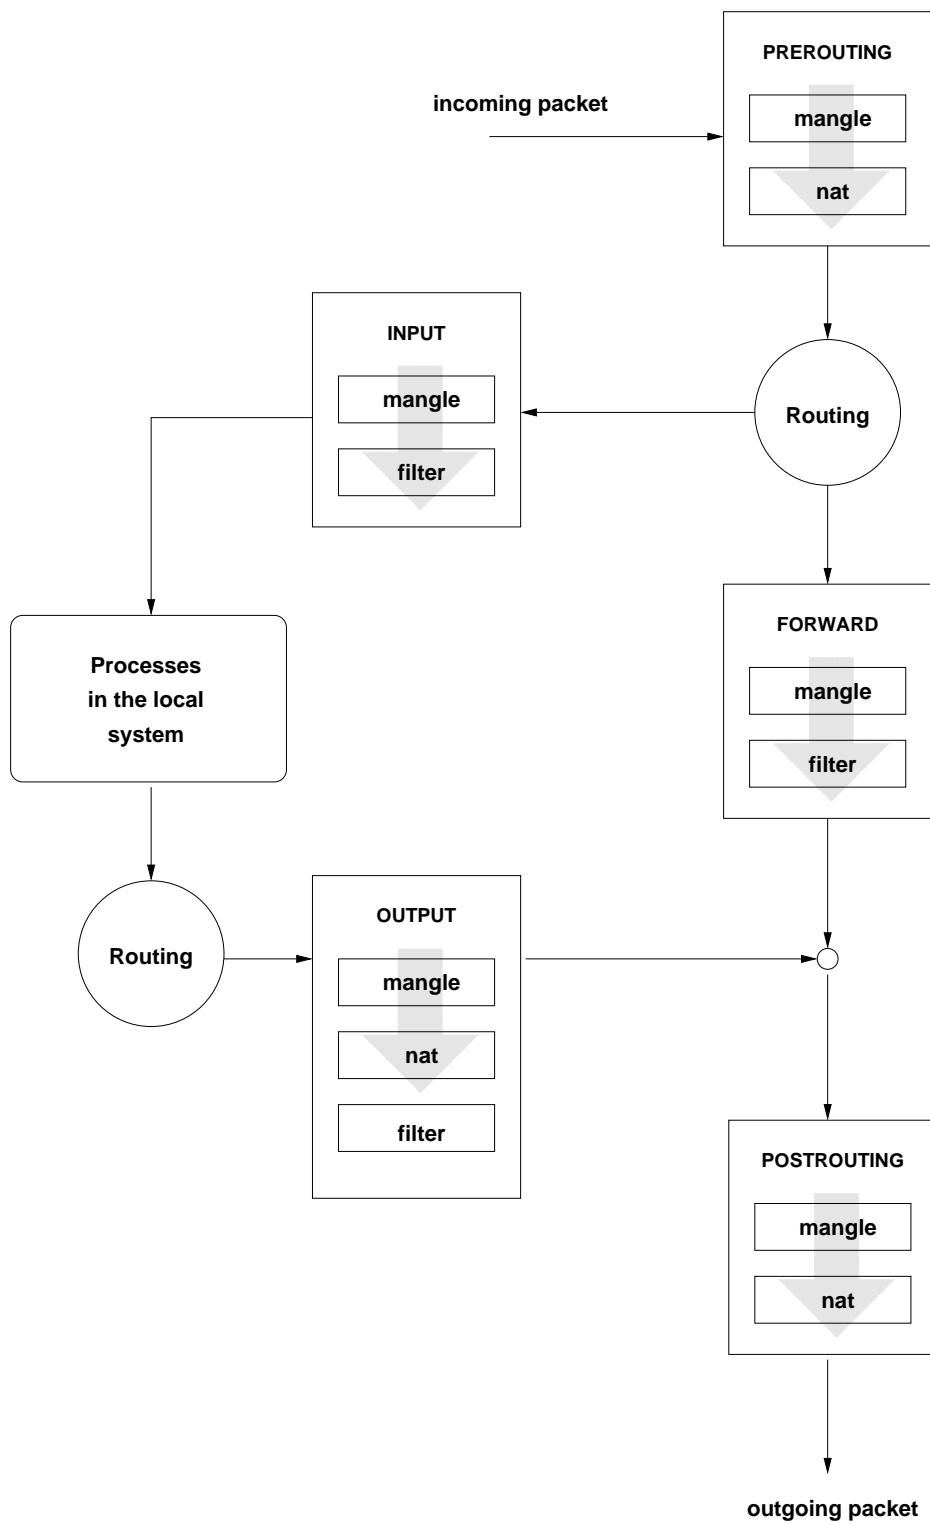 PREROUTING
incoming packet
mangle
nat
INPUT
mangle
filter
Routing
Processes
in the local
system
FORWARD
mangle
filter
Routing
OUTPUT
mangle
nat
filter
POSTROUTING
mangle
nat
outgoing packet